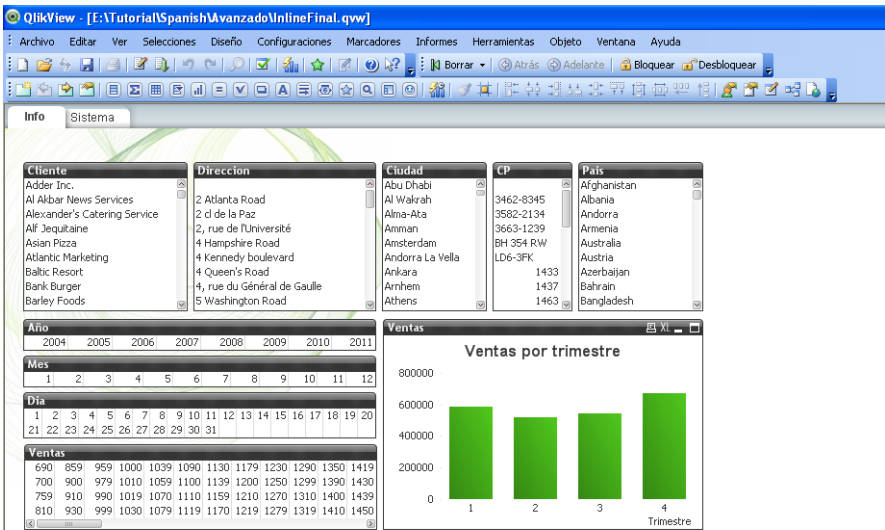 QlikView - [E:\Tutorial\Spanish\Avanzado\InlineFinal.qvw]
Archivo Editar Ver Selecciones Diseño Configuraciones Marcadores Informes Herramientas Objeto Ventana Ayuda
Borrar Atrás Adelante Bloquear Desbloquear
Info Sistema
Cliente
Adder Inc.
Al Akbar News Services
Alexander's Catering Service
Alf Jequitaine
Asian Pizza
Atlantic Marketing
Baltic Resort
Bank Burger
Barley Foods
Direccion
2 Atlanta Road
2 cl de la Paz
2, rue de l'Université
4 Hampshire Road
4 Kennedy boulevard
4 Queen's Road
4, rue du Général de Gaulle
5 Washington Road
Ciudad
Abu Dhabi
Al Wakrah
Alma-Ata
Amman
Amsterdam
Andorra La Vella
Ankara
Arnhem
Athens
CP
3462-8345
3582-2134
3663-1239
BH 354 RW
LD6-3FK
1433
1437
1463
Pais
Afghanistan
Albania
Andorra
Armenia
Australia
Austria
Azerbaijan
Bahrain
Bangladesh
Año
2004 2005 2006 2007 2008 2009 2010 2011
Mes
1 2 3 4 5 6 7 8 9 10 11 12
Dia
1 2 3 4 5 6 7 8 9 10 11 12 13 14 15 16 17 18 19 20
21 22 23 24 25 26 27 28 29 30 31
Ventas
690 859 959 1000 1039 1090 1130 1179 1230 1290 1350 1419
700 900 979 1010 1059 1100 1139 1200 1250 1299 1390 1430
759 910 990 1019 1070 1110 1159 1210 1270 1310 1400 1439
810 930 999 1030 1079 1119 1170 1219 1279 1319 1410 1450
Ventas XL
Ventas por trimestre
800000
600000
400000
200000
0
1 2 3 4
Trimestre